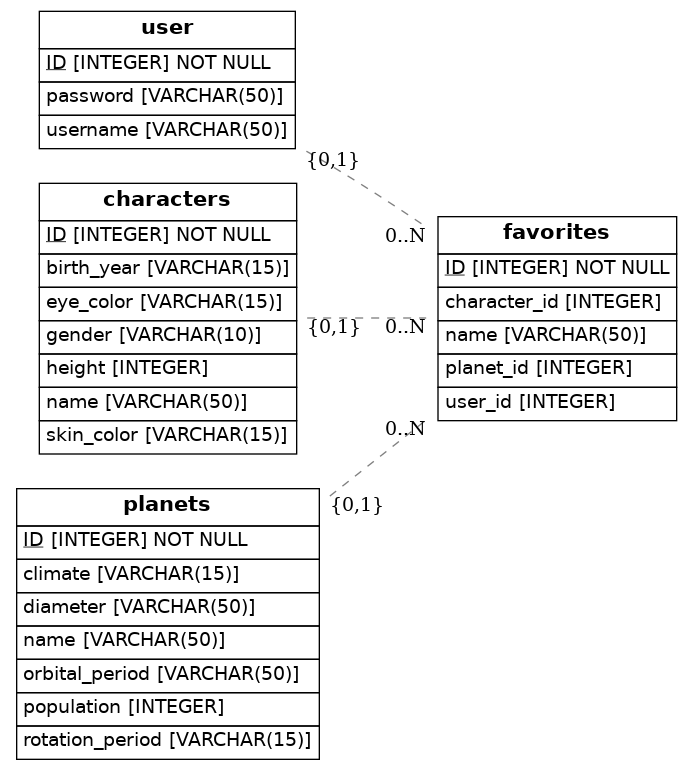 user
ID [INTEGER] NOT NULL
password [VARCHAR(50)]
username [VARCHAR(50)]
{0,1}
0..N
characters
ID [INTEGER] NOT NULL
birth_year [VARCHAR(15)]
eye_color [VARCHAR(15)]
gender [VARCHAR(10)]
height [INTEGER]
name [VARCHAR(50)]
skin_color [VARCHAR(15)]
{0,1}
0..N
favorites
ID [INTEGER] NOT NULL
character_id [INTEGER]
name [VARCHAR(50)]
planet_id [INTEGER]
user_id [INTEGER]
0..N
{0,1}
planets
ID [INTEGER] NOT NULL
climate [VARCHAR(15)]
diameter [VARCHAR(50)]
name [VARCHAR(50)]
orbital_period [VARCHAR(50)]
population [INTEGER]
rotation_period [VARCHAR(15)]